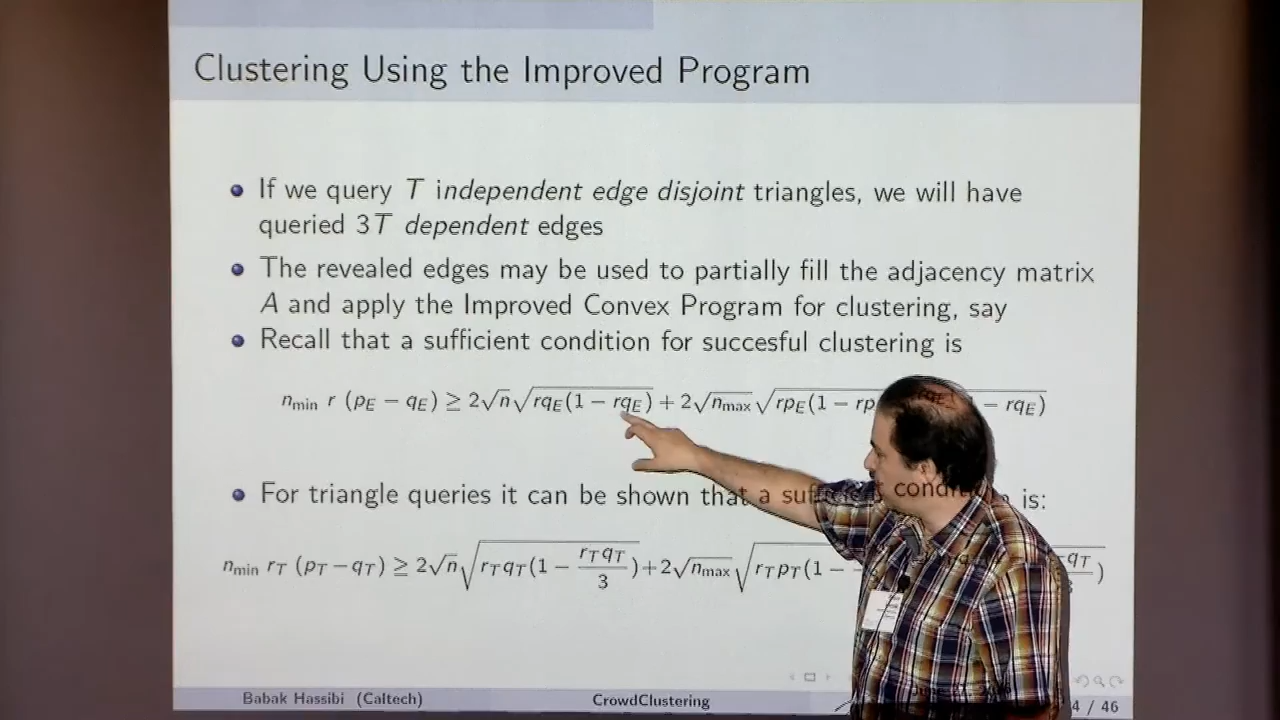 Clustering Using the Improved Program
If we query T independent edge disjoint triangles, we will have
queried 3T dependent edges
The revealed edges may be used to partially fill the adjacency matrix
A and apply the Improved Convex Program for clustering, say
Recall that a sufficient condition for succesful clustering is
n_min r (p_E − q_E) ≥ 2√n √(rq_E(1 − rq_E)) + 2√n_max √(rp_E(1 − rp − rq_E)
For triangle queries it can be shown that a sufficient condition is:
n_min r_T (p_T − q_T) ≥ 2√n √(r_T q_T(1 − r_T q_T / 3)) + 2√n_max √(r_T p_T(1 − q_T / 3)
Babak Hassibi (Caltech) CrowdClustering 4 / 46